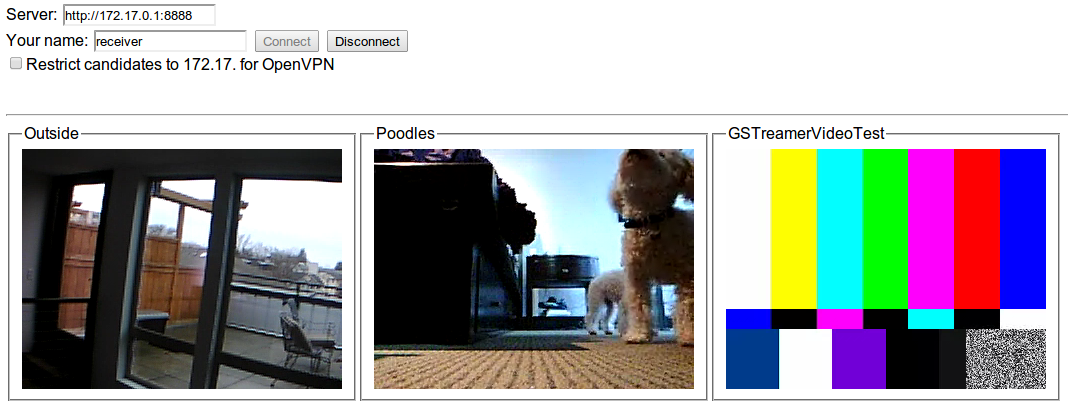 Server: http://172.17.0.1:8888
Your name: receiver Connect Disconnect
Restrict candidates to 172.17. for OpenVPN
Outside Poodles GSTreamerVideoTest